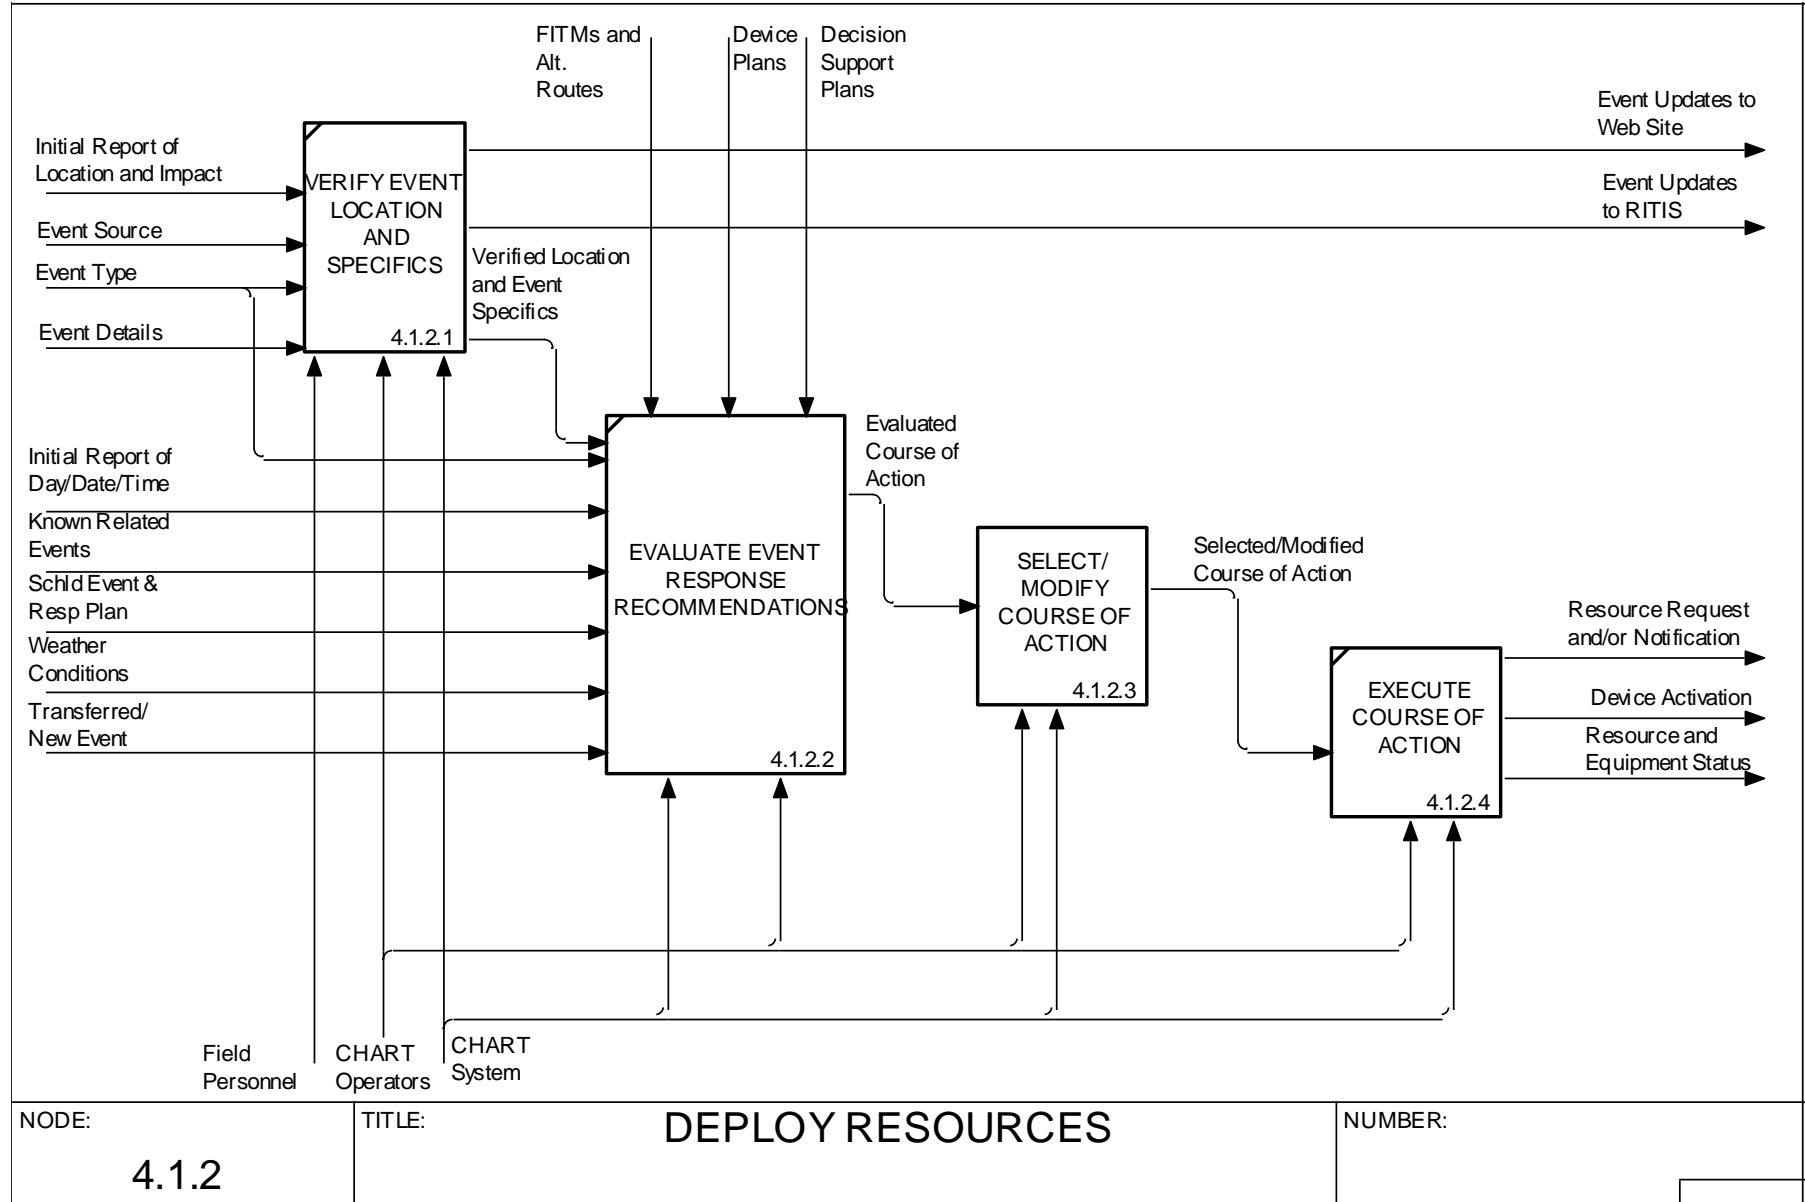 FITMs and
Alt.
Routes
Device
Plans
Decision
Support
Plans
Event Updates to
Web Site
Initial Report of
Location and Impact
VERIFY EVENT
LOCATION
AND
SPECIFICS
4.1.2.1
Event Updates
to RITIS
Event Source
Event Type
Event Details
Verified Location
and Event
Specifics
Initial Report of
Day/Date/Time
Known Related
Events
Schld Event &
Resp Plan
Weather
Conditions
Transferred/
New Event
EVALUATE EVENT
RESPONSE
RECOMMENDATIONS
4.1.2.2
Evaluated
Course of
Action
SELECT/
MODIFY
COURSE OF
ACTION
4.1.2.3
Selected/Modified
Course of Action
EXECUTE
COURSE OF
ACTION
4.1.2.4
Resource Request
and/or Notification
Device Activation
Resource and
Equipment Status
Field
Personnel
CHART
Operators
CHART
System
NODE:
4.1.2
TITLE:
DEPLOY RESOURCES
NUMBER: